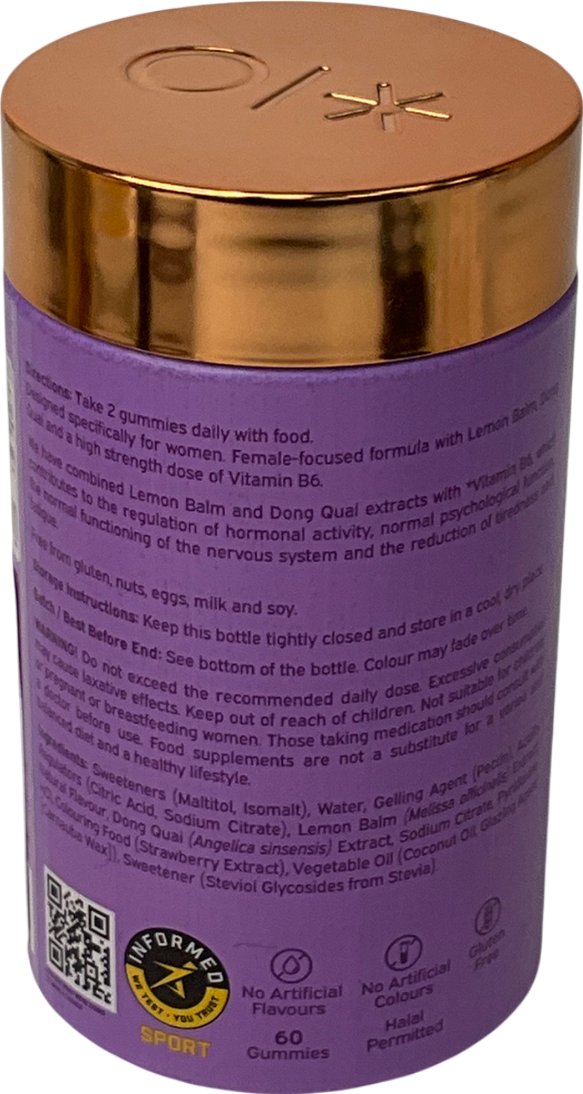 Directions: Take 2 gummies daily with food.
Designed specifically for women. Female-focused formula with Lemon Balm, Dong
Quai and a high strength dose of Vitamin B6.
We have combined Lemon Balm and Dong Quai extracts with *Vitamin B6, which
contributes to the regulation of hormonal activity, normal psychological function,
the normal functioning of the nervous system and the reduction of tiredness and
fatigue.
Free from gluten, nuts, eggs, milk and soy.
Storage Instructions: Keep this bottle tightly closed and store in a cool, dry place.
Batch / Best Before End: See bottom of the bottle. Colour may fade over time.
WARNING! Do not exceed the recommended daily dose. Excessive consumption
may cause laxative effects. Keep out of reach of children. Not suitable for children
or pregnant or breastfeeding women. Those taking medication should consult with
a doctor before use. Food supplements are not a substitute for a varied and
balanced diet and a healthy lifestyle.
Ingredients: Sweeteners (Maltitol, Isomalt), Water, Gelling Agent (Pectin), Acidity
Regulators (Citric Acid, Sodium Citrate), Lemon Balm (Melissa officinalis) Extract,
Natural Flavour, Dong Quai (Angelica sinsensis) Extract, Sodium Citrate, Pyridoxine
Colouring Food (Strawberry Extract), Vegetable Oil (Coconut Oil, Glazing Agent
(Carnauba Wax)), Sweetener (Steviol Glycosides from Stevia).
INFORMED
WE TEST · YOU TRUST
SPORT
No Artificial
Flavours
No Artificial
Colours
Gluten
Free
60
Gummies
Halal
Permitted